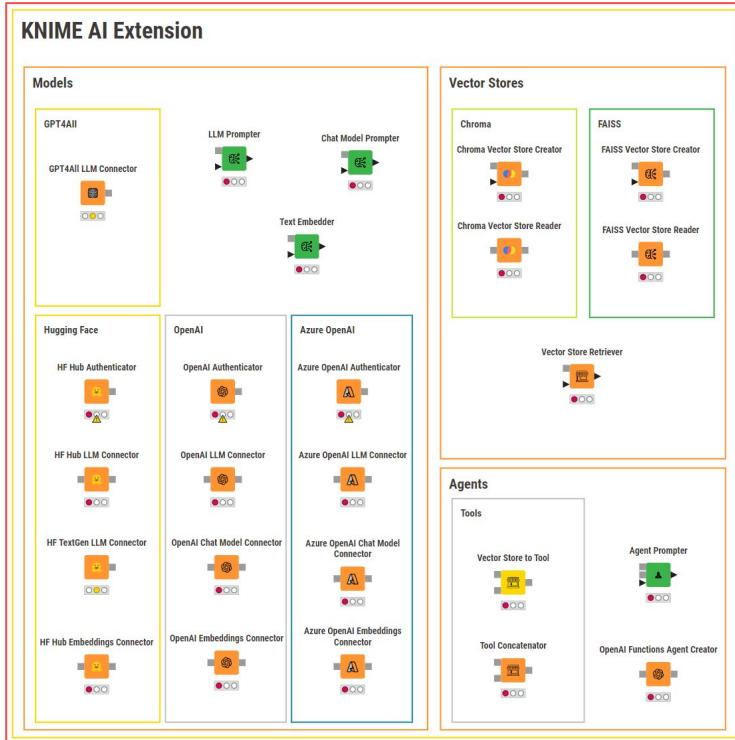 KNIME AI Extension
Models
GPT4All
GPT4All LLM Connector
LLM Prompter
Chat Model Prompter
Text Embedder
Hugging Face
HF Hub Authenticator
HF Hub LLM Connector
HF TextGen LLM Connector
HF Hub Embeddings Connector
OpenAI
OpenAI Authenticator
OpenAI LLM Connector
OpenAI Chat Model Connector
OpenAI Embeddings Connector
Azure OpenAI
Azure OpenAI Authenticator
Azure OpenAI LLM Connector
Azure OpenAI Chat Model
Connector
Azure OpenAI Embeddings
Connector
Vector Stores
Chroma
Chroma Vector Store Creator
Chroma Vector Store Reader
FAISS
FAISS Vector Store Creator
FAISS Vector Store Reader
Vector Store Retriever
Agents
Tools
Vector Store to Tool
Tool Concatenator
Agent Prompter
OpenAI Functions Agent Creator